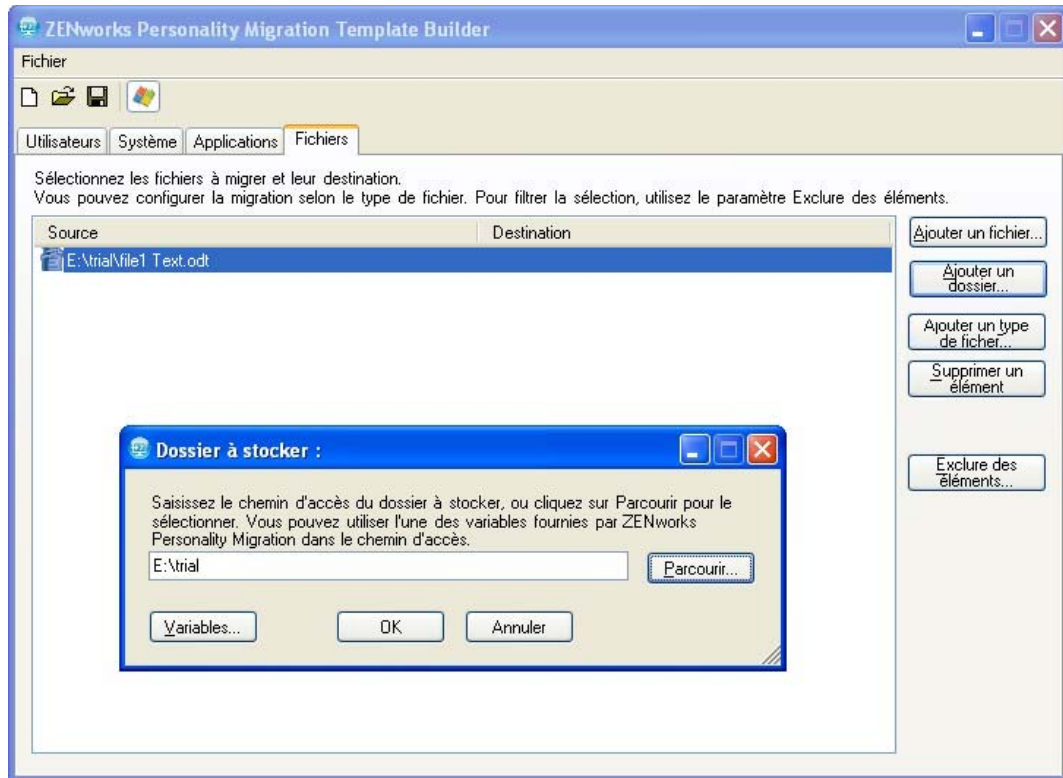 ZENworks Personality Migration Template Builder
Fichier
Utilisateurs Système Applications Fichiers
Sélectionnez les fichiers à migrer et leur destination.
Vous pouvez configurer la migration selon le type de fichier. Pour filtrer la sélection, utilisez le paramètre Exclure des éléments.
Source Destination
E:\trial\file1 Text.odt
Ajouter un fichier...
Ajouter un
dossier...
Ajouter un type
de ficher...
Supprimer un
élément
Exclure des
éléments...
Dossier à stocker :
Saisissez le chemin d'accès du dossier à stocker, ou cliquez sur Parcourir pour le
sélectionner. Vous pouvez utiliser l'une des variables fournies par ZENworks
Personality Migration dans le chemin d'accès.
E:\trial
Parcourir...
Variables... OK Annuler